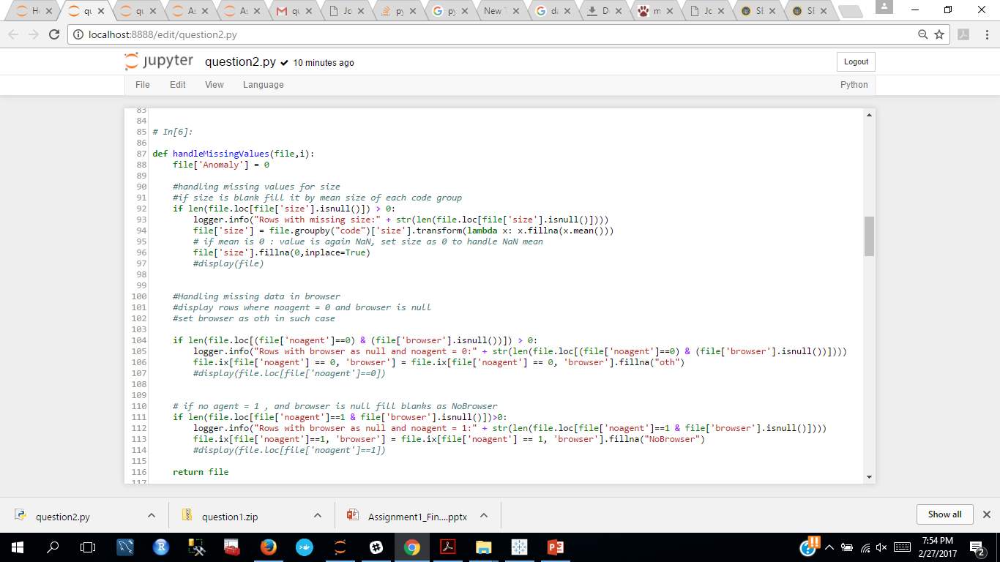 Ho
qu
qu
As
As
qu
Jc
py
py
New T
da
De
m
Jc
SE
SE
localhost:8888/edit/question2.py
jupyter question2.py 10 minutes ago
Logout
File Edit View Language Python
83
84
85 # In[6]:
86
87 def handleMissingValues(file,i):
88 file['Anomaly'] = 0
89
90 #handling missing values for size
91 #if size is blank fill it by mean size of each code group
92 if len(file.loc[file['size'].isnull()]) > 0:
93 logger.info("Rows with missing size:" + str(len(file.loc[file['size'].isnull()])))
94 file['size'] = file.groupby("code")['size'].transform(lambda x: x.fillna(x.mean()))
95 # if mean is 0 : value is again NaN, set size as 0 to handle NaN mean
96 file['size'].fillna(0,inplace=True)
97 #display(file)
98
99
100 #Handling missing data in browser
101 #display rows where noagent = 0 and browser is null
102 #set browser as oth in such case
103
104 if len(file.loc[(file['noagent']==0) & (file['browser'].isnull())]) > 0:
105 logger.info("Rows with browser as null and noagent = 0:" + str(len(file.loc[(file['noagent']==0) & (file['browser'].isnull())])))
106 file.ix[file['noagent'] == 0, 'browser'] = file.ix[file['noagent'] == 0, 'browser'].fillna("oth")
107 #display(file.loc[file['noagent']==0])
108
109
110 # if no agent = 1 , and browser is null fill blanks as NoBrowser
111 if len(file.loc[file['noagent']==1 & file['browser'].isnull()])>0:
112 logger.info("Rows with browser as null and noagent = 1:" + str(len(file.loc[file['noagent']==1 & file['browser'].isnull()])))
113 file.ix[file['noagent']==1, 'browser'] = file.ix[file['noagent'] == 1, 'browser'].fillna("NoBrowser")
114 #display(file.loc[file['noagent']==1])
115
116 return file
117
question2.py
question1.zip
Assignment1_Fin....pptx
Show all
7:54 PM
2/27/2017
2